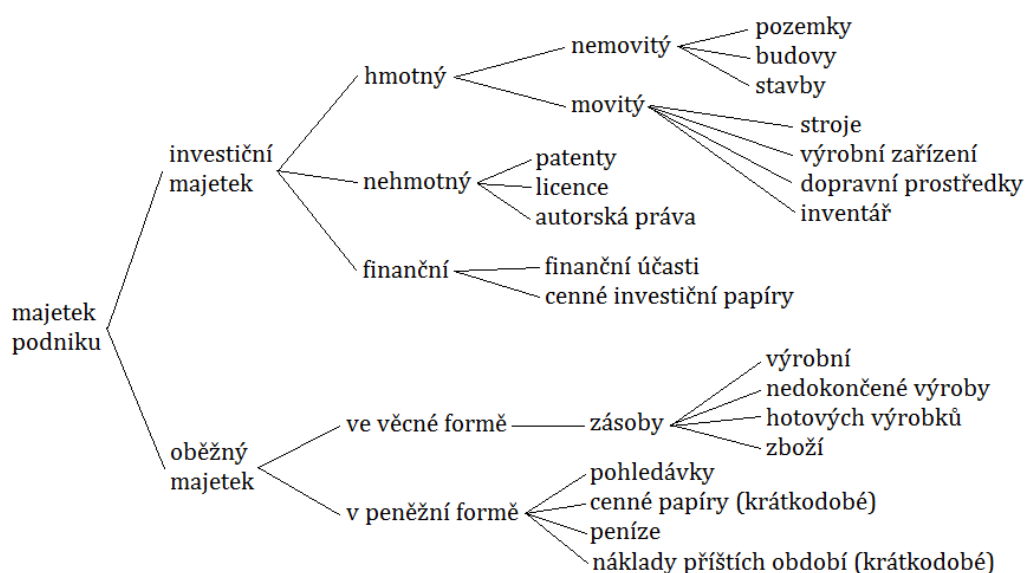 majetek
podniku
investiční
majetek
hmotný
nemovitý
pozemky
budovy
stavby
movitý
stroje
výrobní zařízení
dopravní prostředky
inventář
nehmotný
patenty
licence
autorská práva
finanční
finanční účasti
cenné investiční papíry
oběžný
majetek
ve věcné formě
zásoby
výrobní
nedokončené výroby
hotových výrobků
zboží
v peněžní formě
pohledávky
cenné papíry (krátkodobé)
peníze
náklady příštích období (krátkodobé)